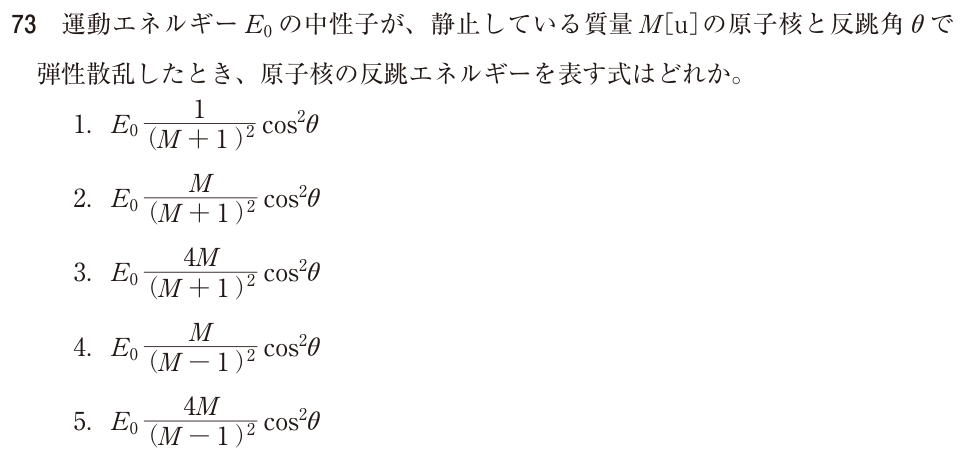 73 運動エネルギー E₀ の中性子が、静止している質量 M[u]の原子核と反跳角 θ で
弾性散乱したとき、原子核の反跳エネルギーを表す式はどれか。
1. E₀ 1/(M + 1)² cos²θ
2. E₀ M/(M + 1)² cos²θ
3. E₀ 4M/(M + 1)² cos²θ
4. E₀ M/(M − 1)² cos²θ
5. E₀ 4M/(M − 1)² cos²θ